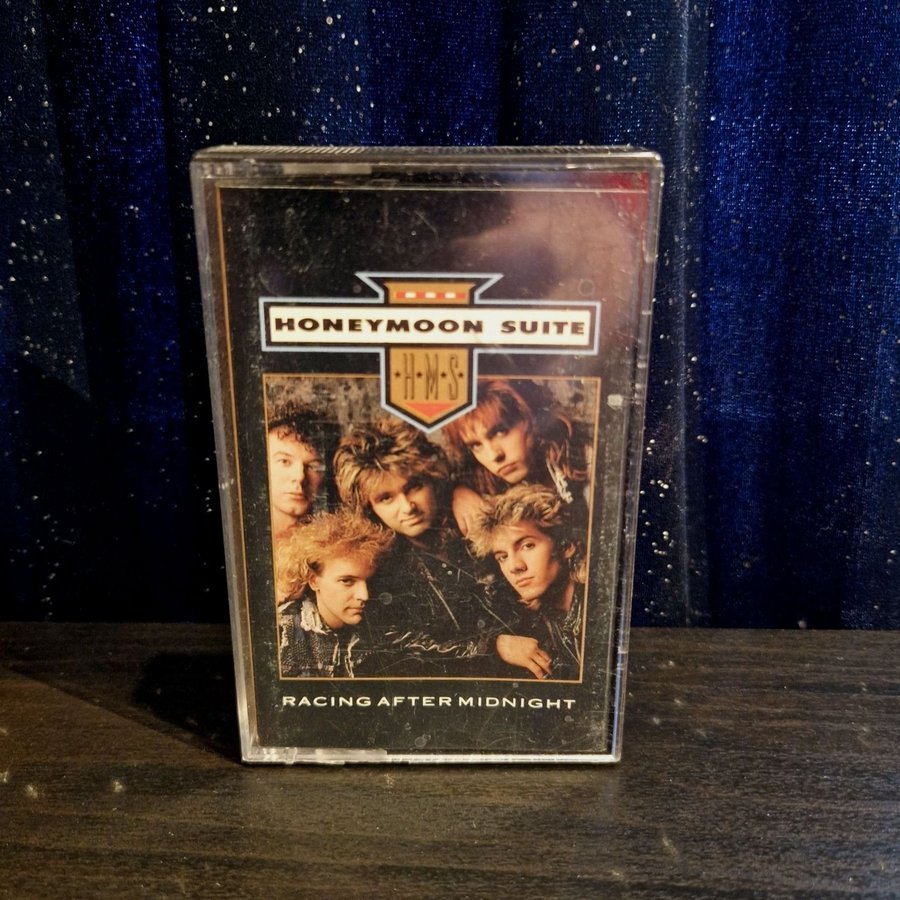 HONEYMOON SUITE
H·M·S
RACING AFTER MIDNIGHT